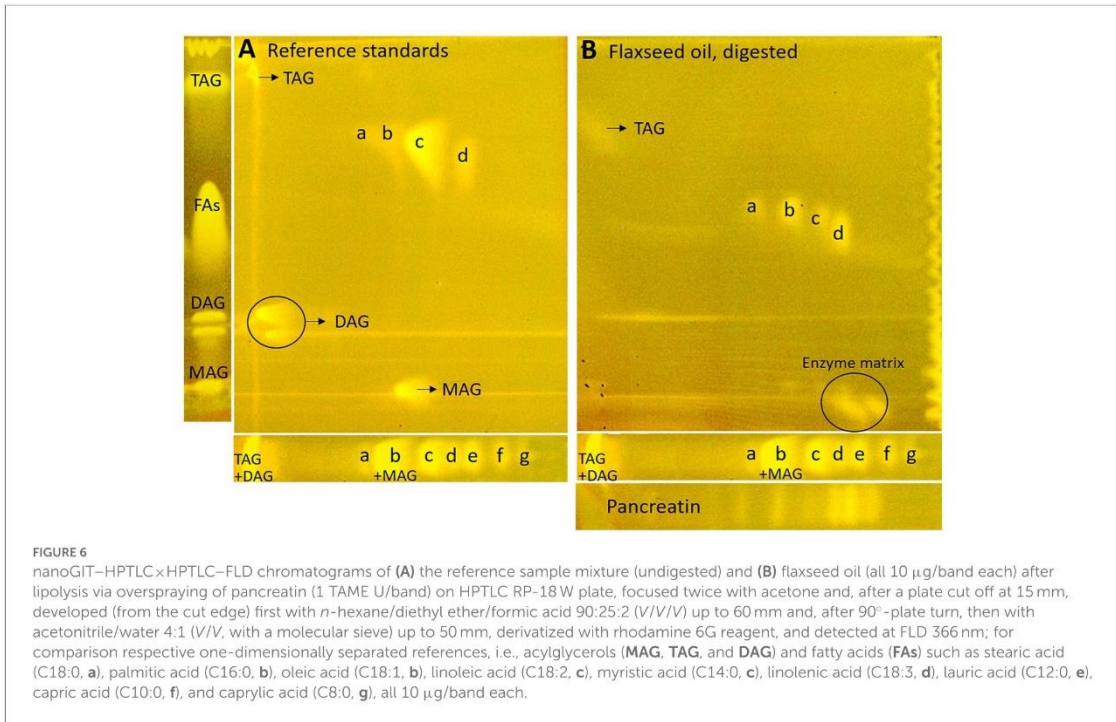 A Reference standards
B Flaxseed oil, digested
TAG
TAG
TAG
a b c d
a b c d
FAs
DAG
DAG
MAG
MAG
Enzyme matrix
TAG a b c d e f g
+DAG +MAG
TAG a b c d e f g
+DAG +MAG
Pancreatin
FIGURE 6
nanoGIT–HPTLC×HPTLC–FLD chromatograms of (A) the reference sample mixture (undigested) and (B) flaxseed oil (all 10 µg/band each) after
lipolysis via overspraying of pancreatin (1 TAME U/band) on HPTLC RP-18 W plate, focused twice with acetone and, after a plate cut off at 15 mm,
developed (from the cut edge) first with n-hexane/diethyl ether/formic acid 90:25:2 (V/V/V) up to 60 mm and, after 90°-plate turn, then with
acetonitrile/water 4:1 (V/V, with a molecular sieve) up to 50 mm, derivatized with rhodamine 6G reagent, and detected at FLD 366 nm; for
comparison respective one-dimensionally separated references, i.e., acylglycerols (MAG, TAG, and DAG) and fatty acids (FAs) such as stearic acid
(C18:0, a), palmitic acid (C16:0, b), oleic acid (C18:1, b), linoleic acid (C18:2, c), myristic acid (C14:0, c), linolenic acid (C18:3, d), lauric acid (C12:0, e),
capric acid (C10:0, f), and caprylic acid (C8:0, g), all 10 µg/band each.